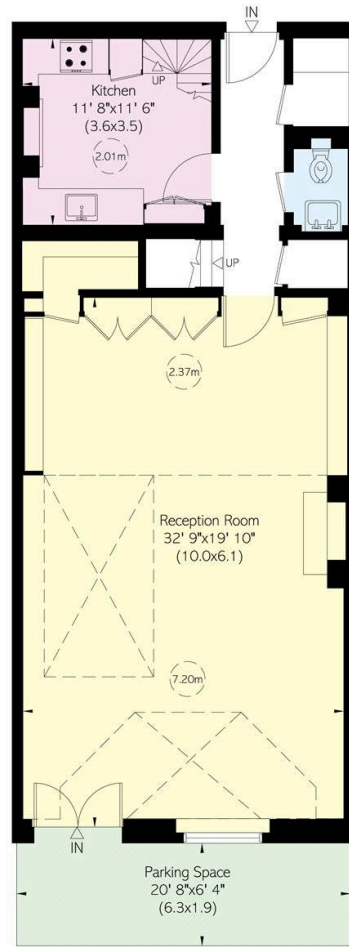 IN
Kitchen
11' 8"x11' 6"
(3.6x3.5)
UP
2.01m
UP
2.37m
Reception Room
32' 9"x19' 10"
(10.0x6.1)
7.20m
IN
Parking Space
20' 8"x6' 4"
(6.3x1.9)